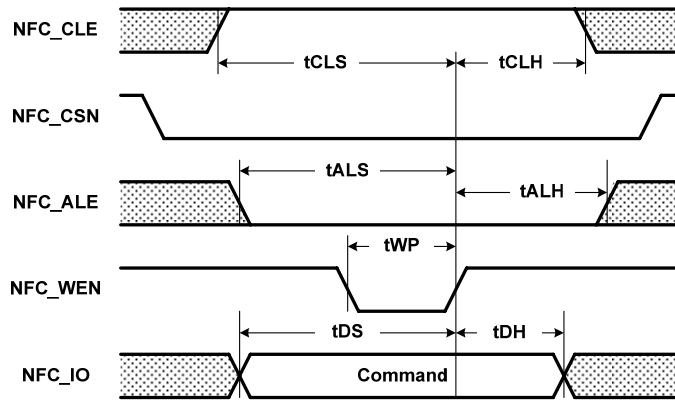 NFC_CLE
tCLS
tCLH
NFC_CSN
tALS
NFC_ALE
tALH
tWP
NFC_WEN
tDS
tDH
NFC_IO
Command